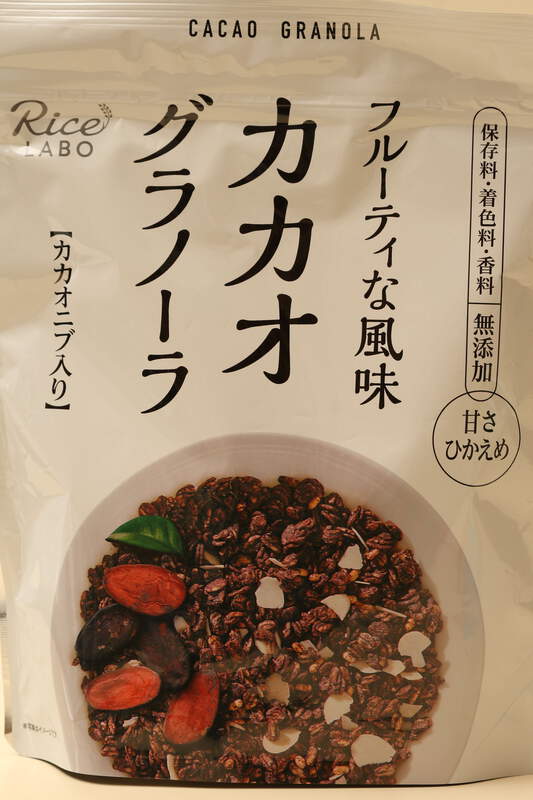 CACAO GRANOLA
Rice
LABO
保存料・着色料・香料
無添加
甘さ
ひかえめ
フルーティな風味
カカオ
グラノーラ
【カカオニブ入り】